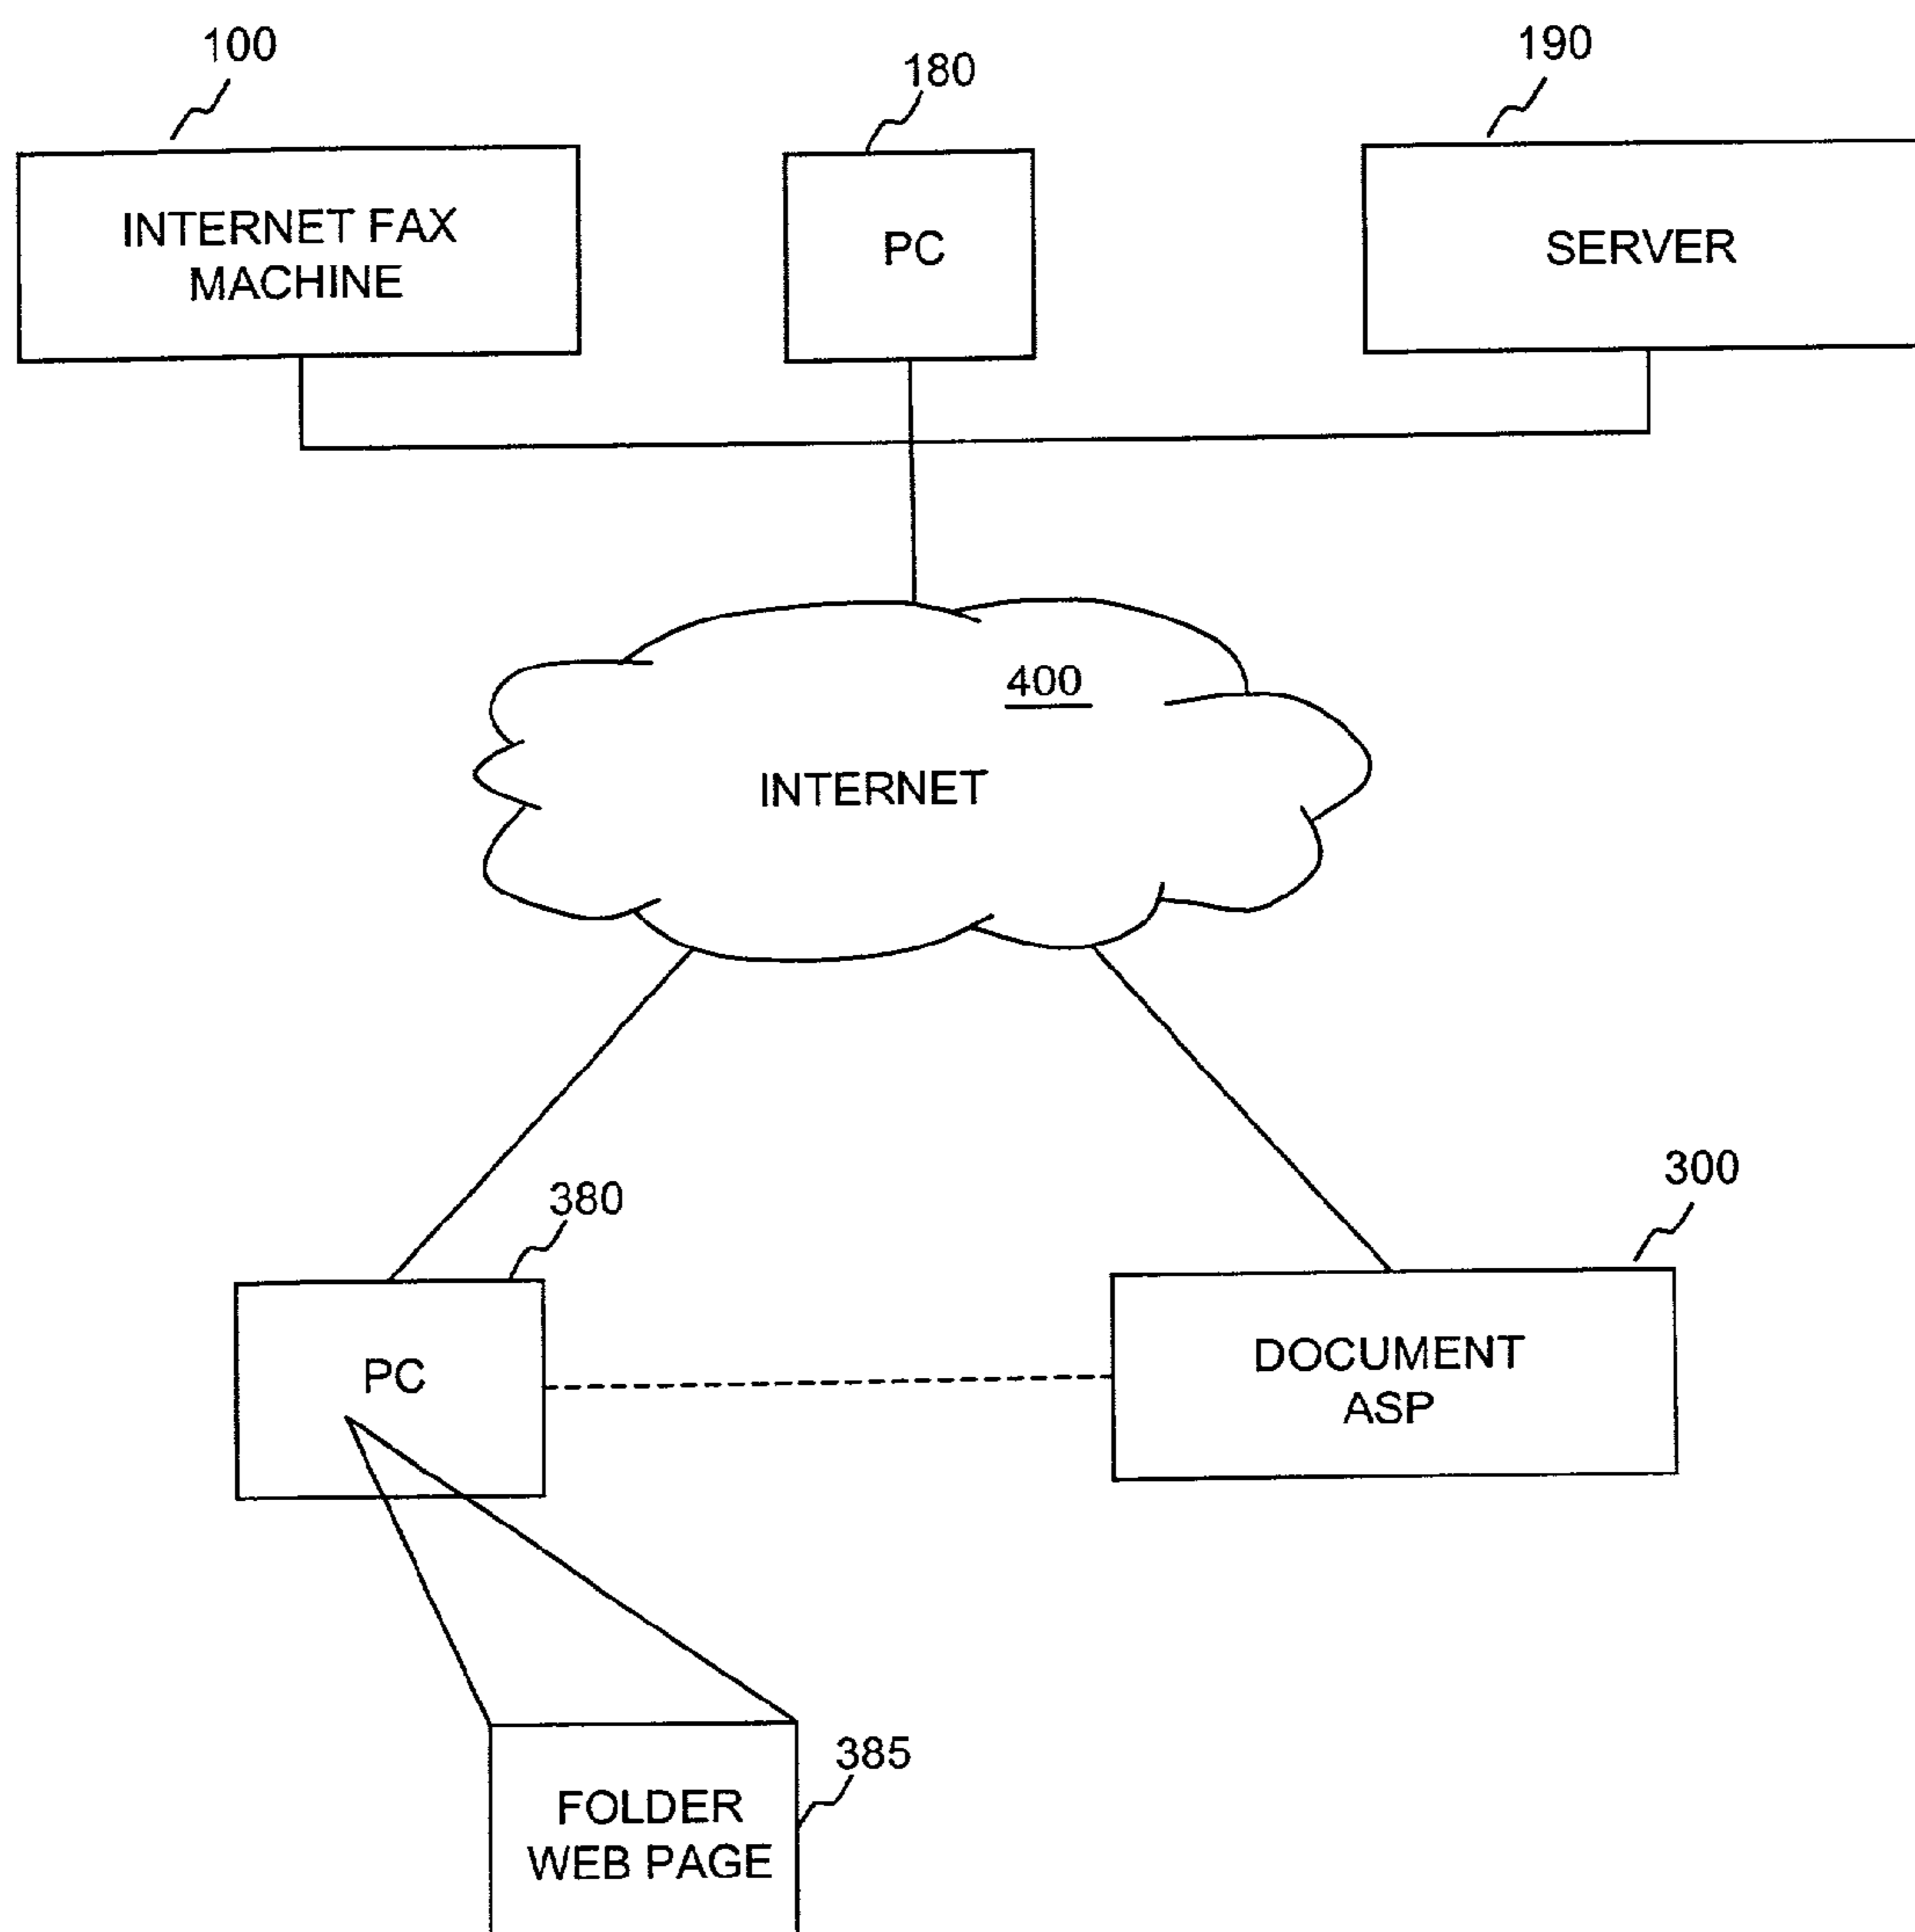 100
180
190
INTERNET FAX
MACHINE
PC
SERVER
400
INTERNET
380
300
PC
DOCUMENT
ASP
385
FOLDER
WEB PAGE